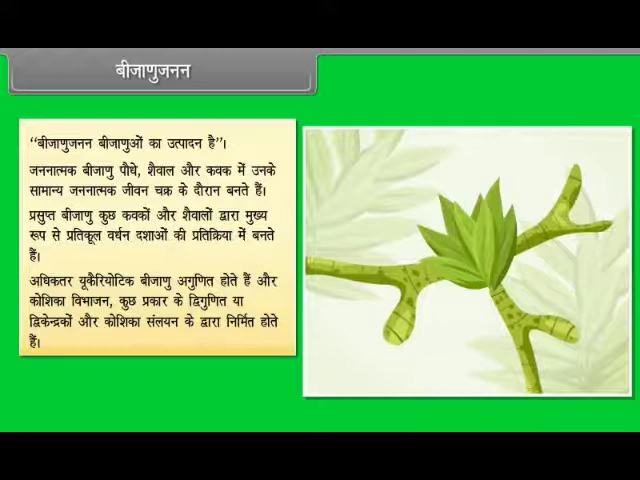 बीजाणुजनन
“बीजाणुजनन बीजाणुओं का उत्पादन है”।
जननात्मक बीजाणु पौधे, शैवाल और कवक में उनके
सामान्य जननात्मक जीवन चक्र के दौरान बनते हैं।
प्रसुप्त बीजाणु कुछ कवकों और शैवालों द्वारा मुख्य
रूप से प्रतिकूल वर्धन दशाओं की प्रतिक्रिया में बनते
हैं।
अधिकतर यूकैरियोटिक बीजाणु अगुणित होते हैं और
कोशिका विभाजन, कुछ प्रकार के द्विगुणित या
द्विकेन्द्रकों और कोशिका संलयन के द्वारा निर्मित होते
हैं।